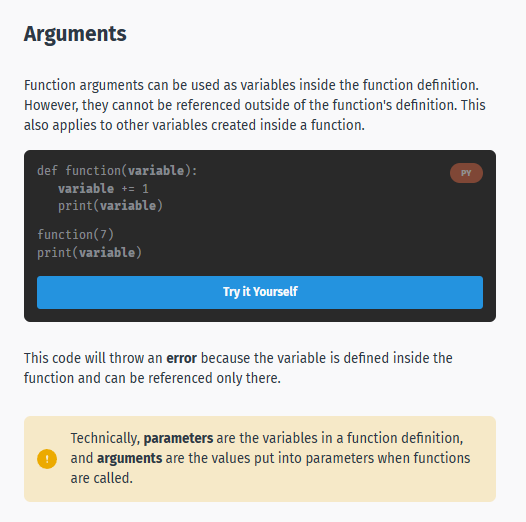 Arguments
Function arguments can be used as variables inside the function definition.
However, they cannot be referenced outside of the function's definition. This
also applies to other variables created inside a function.
def function(variable):
PY
variable += 1
print(variable)
function(7)
print(variable)
Try it Yourself
This code will throw an error because the variable is defined inside the
function and can be referenced only there.
!
Technically, parameters are the variables in a function definition,
and arguments are the values put into parameters when functions
are called.